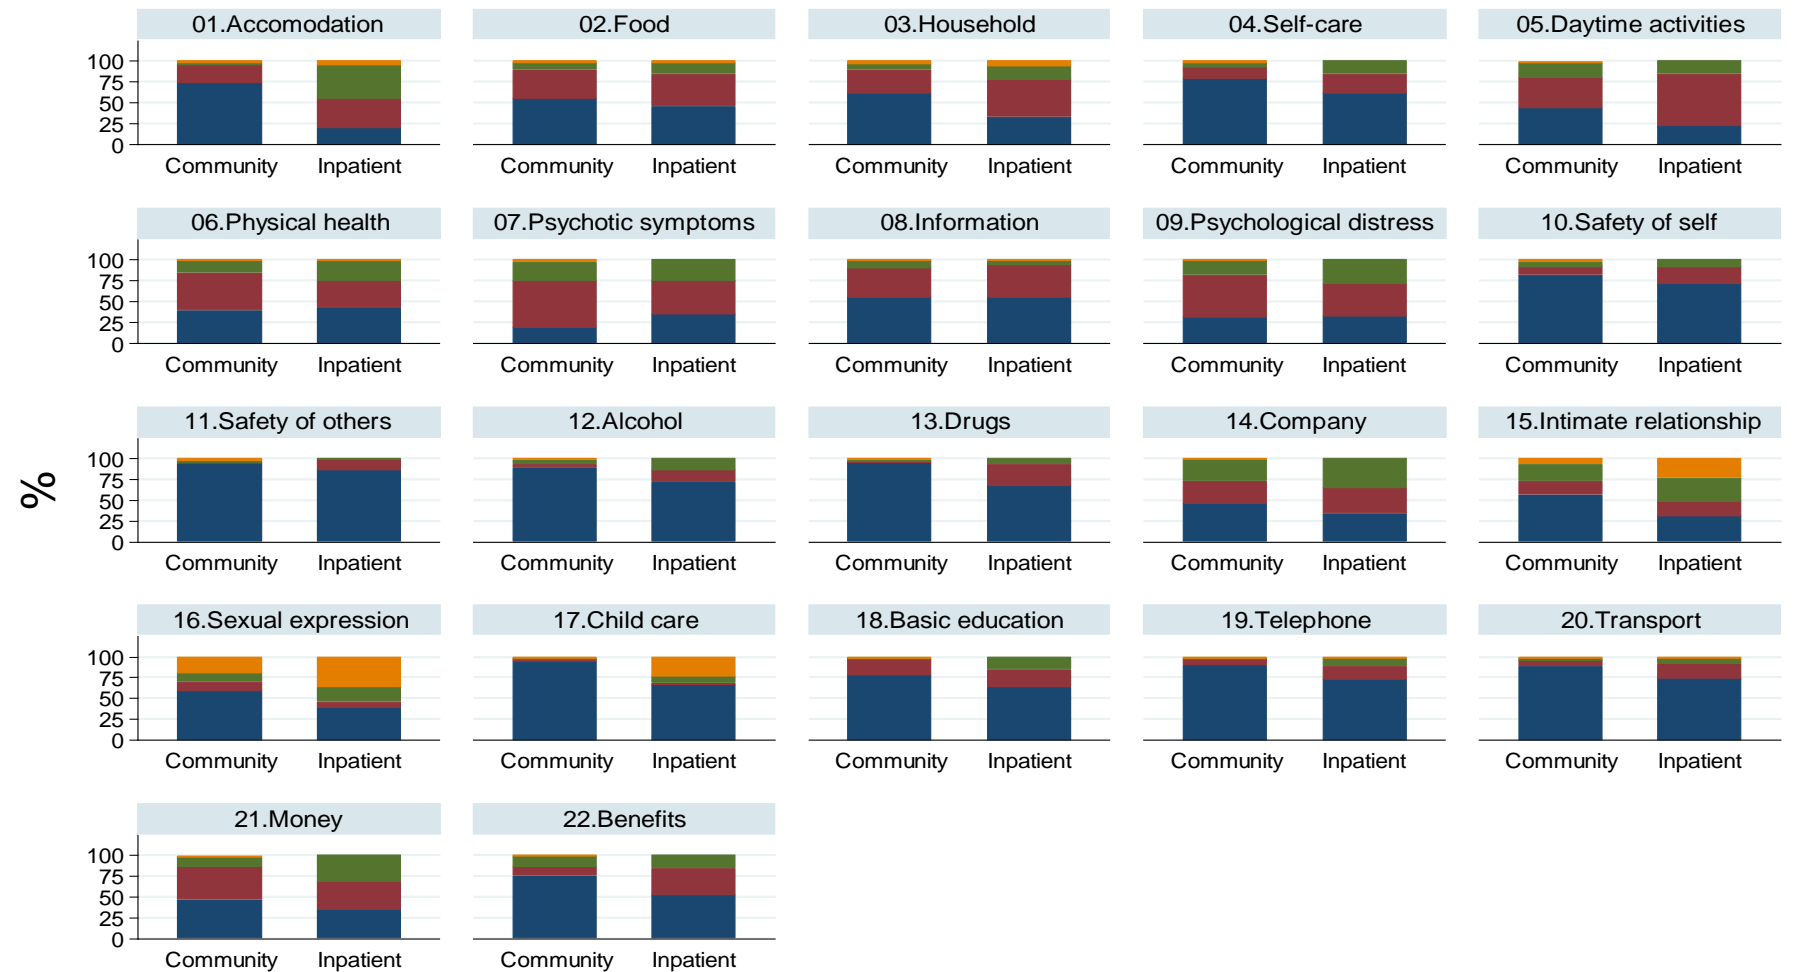 01.Accomodation 02.Food 03.Household 04.Self-care 05.Daytime activities
100
75
50
25
0
Community Inpatient Community Inpatient Community Inpatient Community Inpatient Community Inpatient
06.Physical health 07.Psychotic symptoms 08.Information 09.Psychological distress 10.Safety of self
100
75
50
25
0
Community Inpatient Community Inpatient Community Inpatient Community Inpatient Community Inpatient
11.Safety of others 12.Alcohol 13.Drugs 14.Company 15.Intimate relationship
%
100
75
50
25
0
Community Inpatient Community Inpatient Community Inpatient Community Inpatient Community Inpatient
16.Sexual expression 17.Child care 18.Basic education 19.Telephone 20.Transport
100
75
50
25
0
Community Inpatient Community Inpatient Community Inpatient Community Inpatient Community Inpatient
21.Money 22.Benefits
100
75
50
25
0
Community Inpatient Community Inpatient